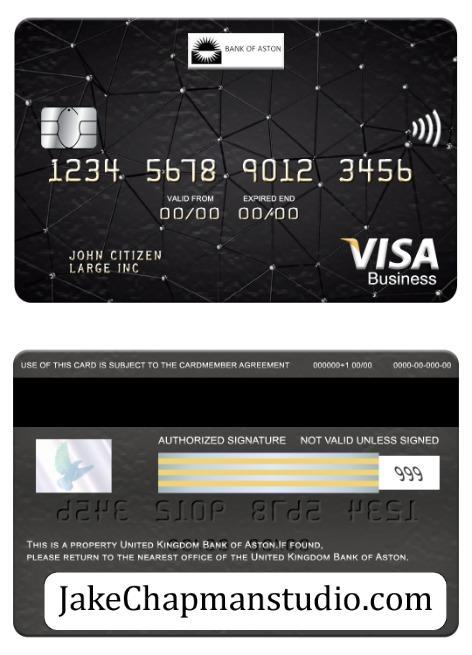 BANK OF ASTON
1234 5678 9012 3456
VALID FROM EXPIRED END
00/00 00/00
JOHN CITIZEN
LARGE INC
VISA
Business
USE OF THIS CARD IS SUBJECT TO THE CARDMEMBER AGREEMENT 000000+1 00/00 0000-00-000-00
AUTHORIZED SIGNATURE NOT VALID UNLESS SIGNED
999
1234 5678 9012 3456
THIS IS A PROPERTY UNITED KINGDOM BANK OF ASTON.IF FOUND,
PLEASE RETURN TO THE NEAREST OFFICE OF THE UNITED KINGDOM BANK OF ASTON.
JakeChapmanstudio.com